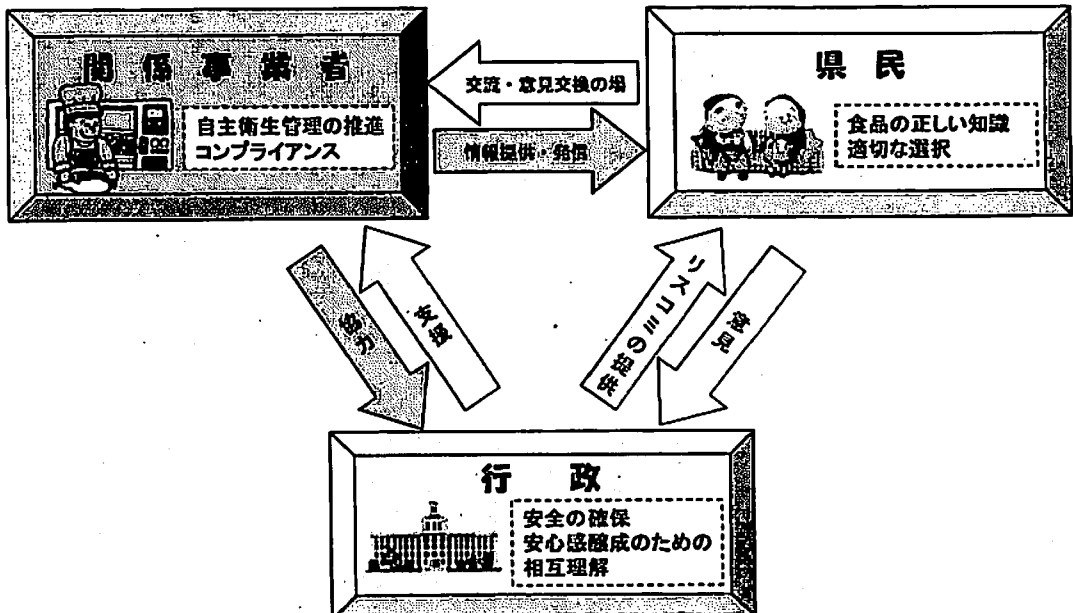 関係事業者
自主衛生管理の推進
コンプライアンス
交流・意見交換の場
情報提供・発信
県民
食品の正しい知識
適切な選択
協力
支援
リスコミの提供
意見
行政
安全の確保
安心感醸成のための
相互理解